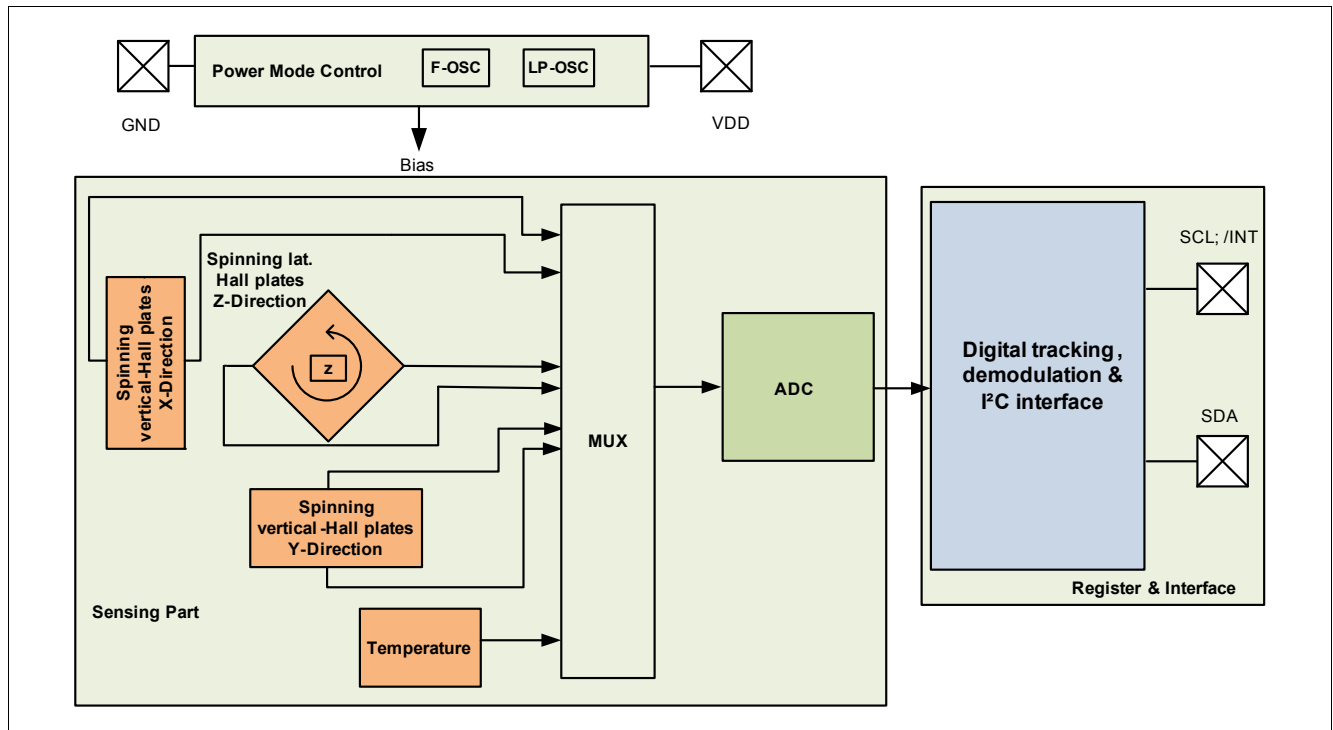 Power Mode Control
F-OSC
LP-OSC
GND
VDD
Bias
Spinning lat.
Hall plates
Z-Direction
Spinning
vertical-Hall plates
X-Direction
z
Spinning
vertical-Hall plates
Y-Direction
Temperature
Sensing Part
MUX
ADC
Digital tracking,
demodulation &
I²C interface
SCL; /INT
SDA
Register & Interface